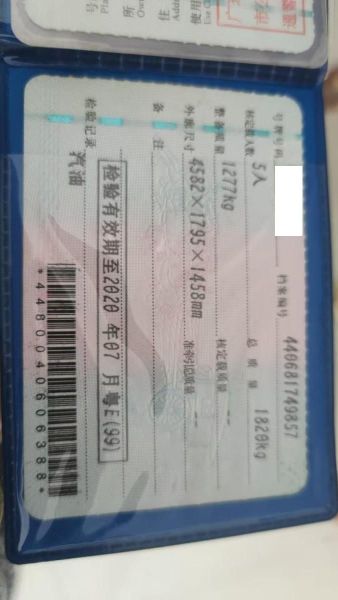 号牌号码 档案编号 440681749857
核定载人数 5人 总质量 1820kg
整备质量 1277kg 核定载质量 --
外廓尺寸 4582×1795×1458mm 准牵引总质量 --
备注
检验有效期至2020年07月粤E(99)
检验记录
汽油